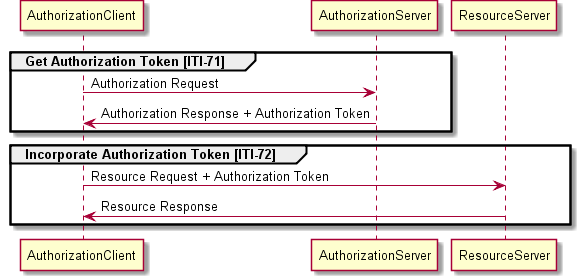 AuthorizationClient
AuthorizationServer
ResourceServer
Get Authorization Token [ITI-71]
Authorization Request
Authorization Response + Authorization Token
Incorporate Authorization Token [ITI-72]
Resource Request + Authorization Token
Resource Response
AuthorizationClient
AuthorizationServer
ResourceServer